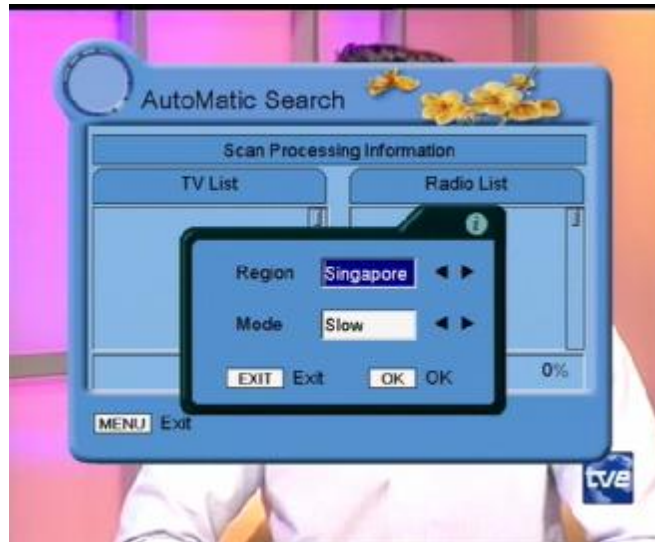 AutoMatic Search
Scan Processing Information
TV List
Radio List
Region Singapore
Mode Slow
EXIT Exit OK OK
0%
MENU Exit
tve